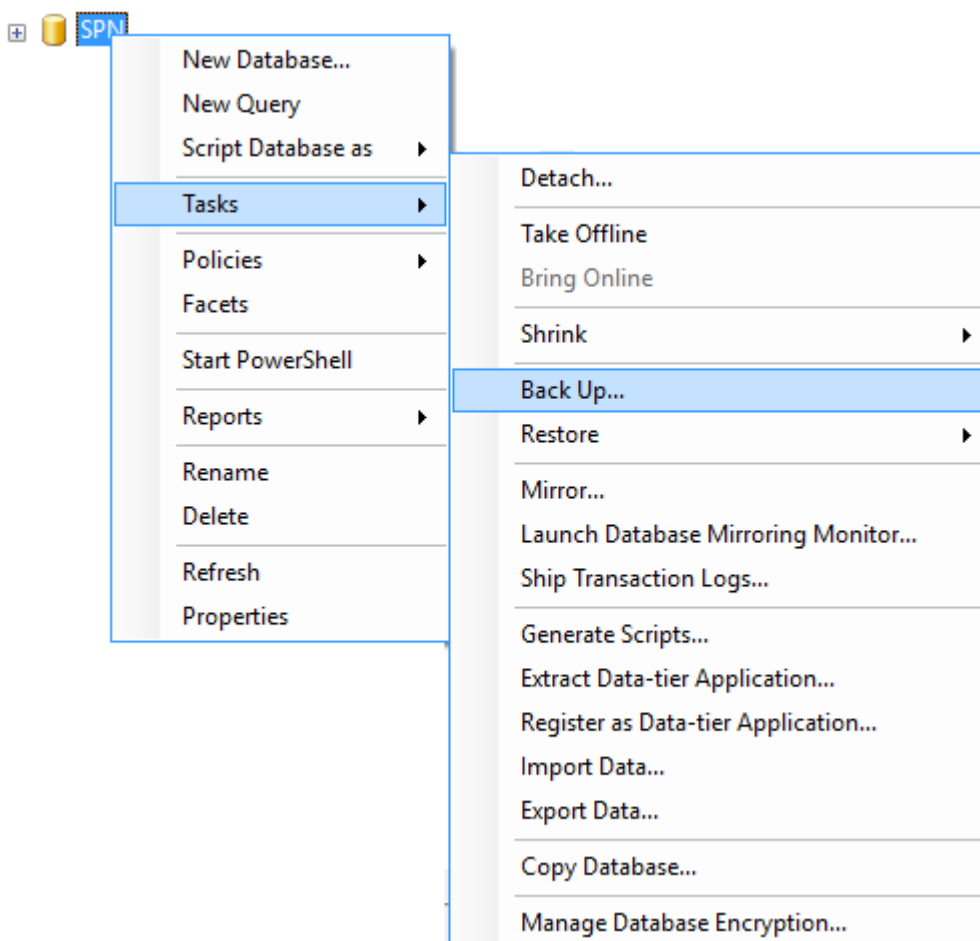 SPN
New Database...
New Query
Script Database as
Tasks
Policies
Facets
Start PowerShell
Reports
Rename
Delete
Refresh
Properties
Detach...
Take Offline
Bring Online
Shrink
Back Up...
Restore
Mirror...
Launch Database Mirroring Monitor...
Ship Transaction Logs...
Generate Scripts...
Extract Data-tier Application...
Register as Data-tier Application...
Import Data...
Export Data...
Copy Database...
Manage Database Encryption...